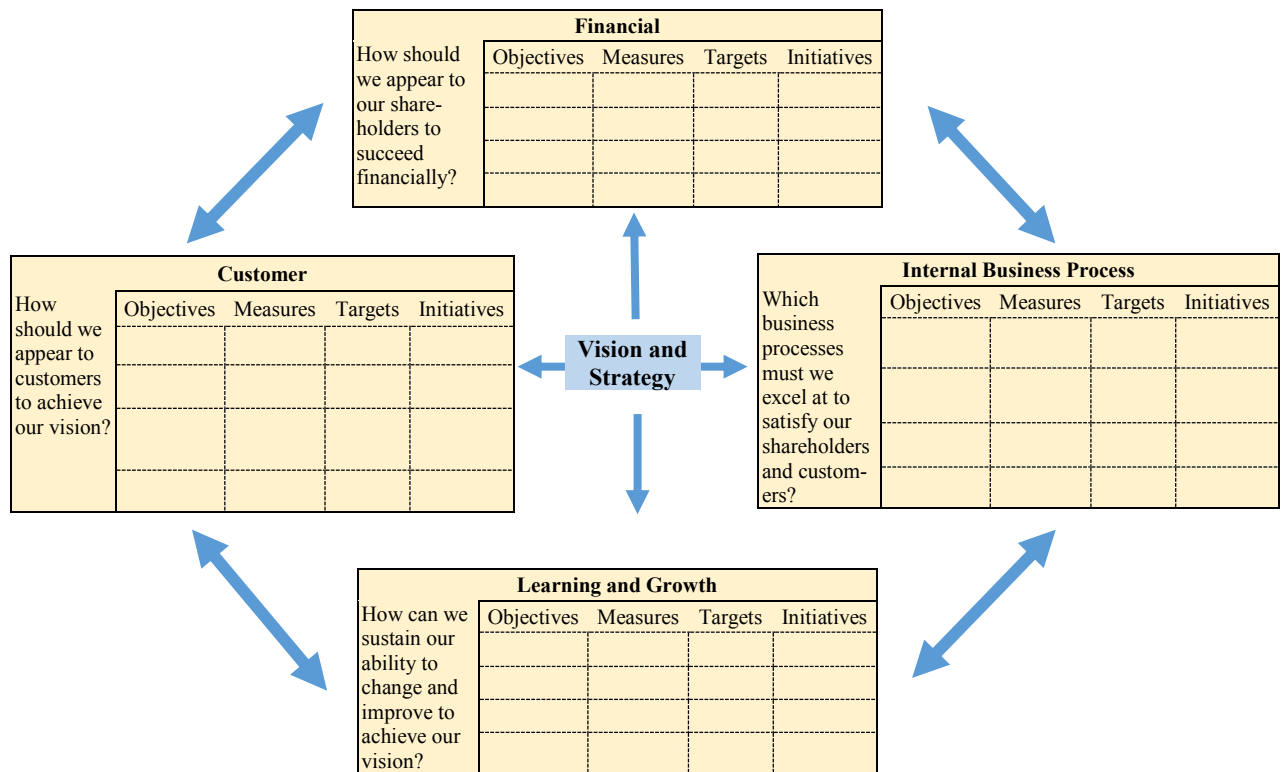 Financial
How should
we appear to
our share-
holders to
succeed
financially?
Objectives Measures Targets Initiatives
Customer
How
should we
appear to
customers
to achieve
our vision?
Objectives Measures Targets Initiatives
Vision and
Strategy
Internal Business Process
Which
business
processes
must we
excel at to
satisfy our
shareholders
and custom-
ers?
Objectives Measures Targets Initiatives
Learning and Growth
How can we
sustain our
ability to
change and
improve to
achieve our
vision?
Objectives Measures Targets Initiatives